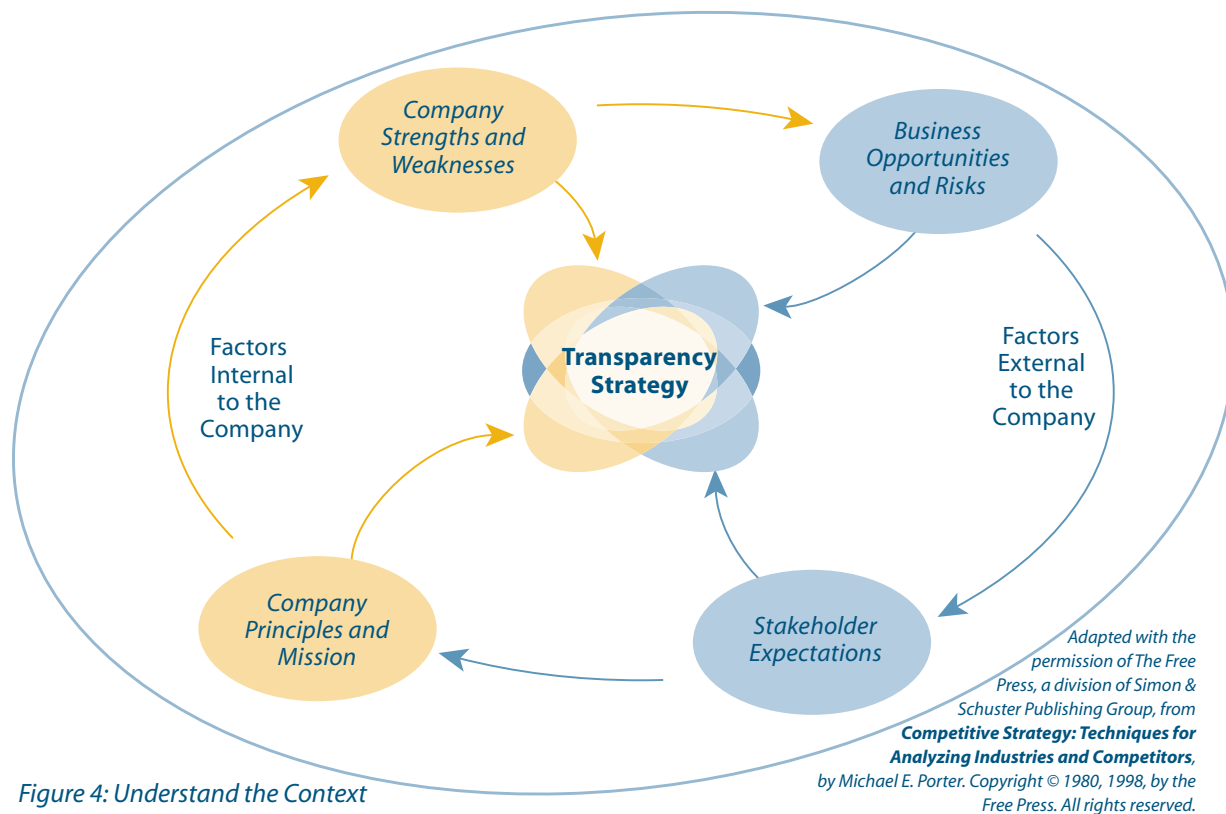 Company
Strengths and
Weaknesses
Business
Opportunities
and Risks
Factors
Internal
to the
Company
Transparency
Strategy
Factors
External
to the
Company
Company
Principles and
Mission
Stakeholder
Expectations
Adapted with the
permission of The Free
Press, a division of Simon &
Schuster Publishing Group, from
Competitive Strategy: Techniques for
Analyzing Industries and Competitors,
by Michael E. Porter. Copyright © 1980, 1998, by the
Free Press. All rights reserved.
Figure 4: Understand the Context